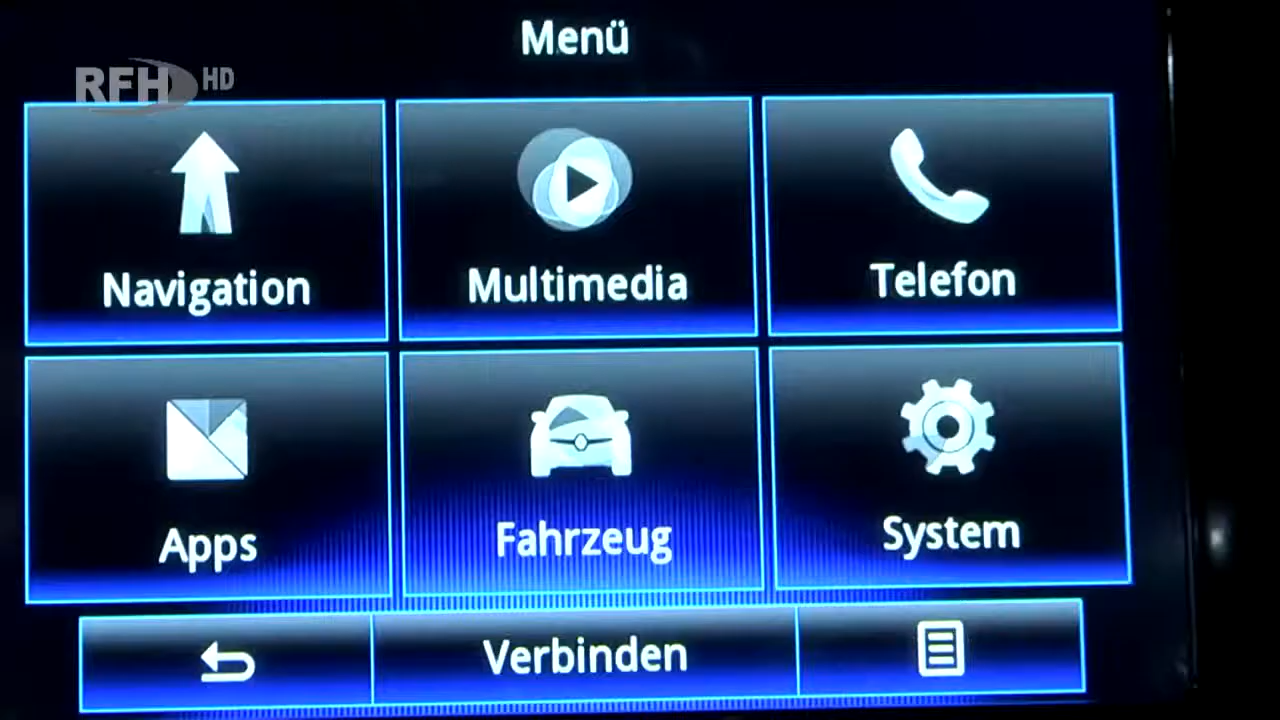 Menü
RFH HD
Navigation
Multimedia
Telefon
Apps
Fahrzeug
System
Verbinden